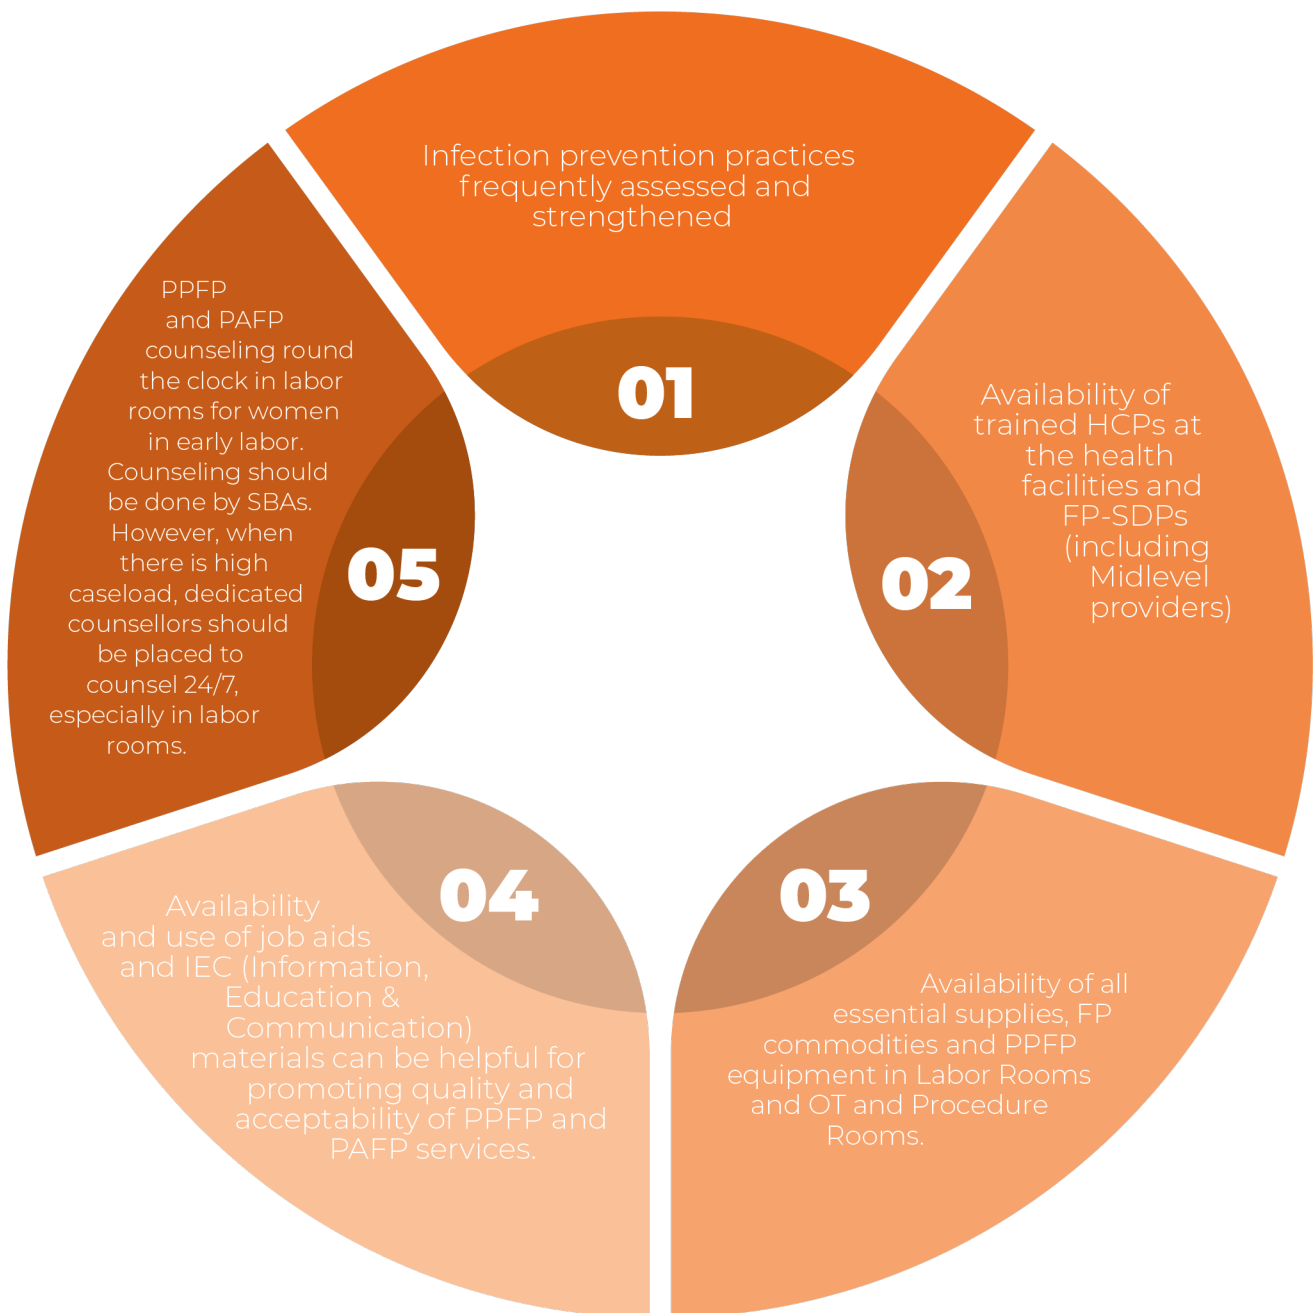 Infection prevention practices
frequently assessed and
strengthened
01
Availability of
trained HCPs at
the health
facilities and
FP-SDPs
(including
Midlevel
providers)
02
Availability of all
essential supplies, FP
commodities and PPFP
equipment in Labor Rooms
and OT and Procedure
Rooms.
03
Availability
and use of job aids
and IEC (Information,
Education &
Communication)
materials can be helpful for
promoting quality and
acceptability of PPFP and
PAFP services.
04
PPFP
and PAFP
counseling round
the clock in labor
rooms for women
in early labor.
Counseling should
be done by SBAs.
However, when
there is high
caseload, dedicated
counsellors should
be placed to
counsel 24/7,
especially in labor
rooms.
05